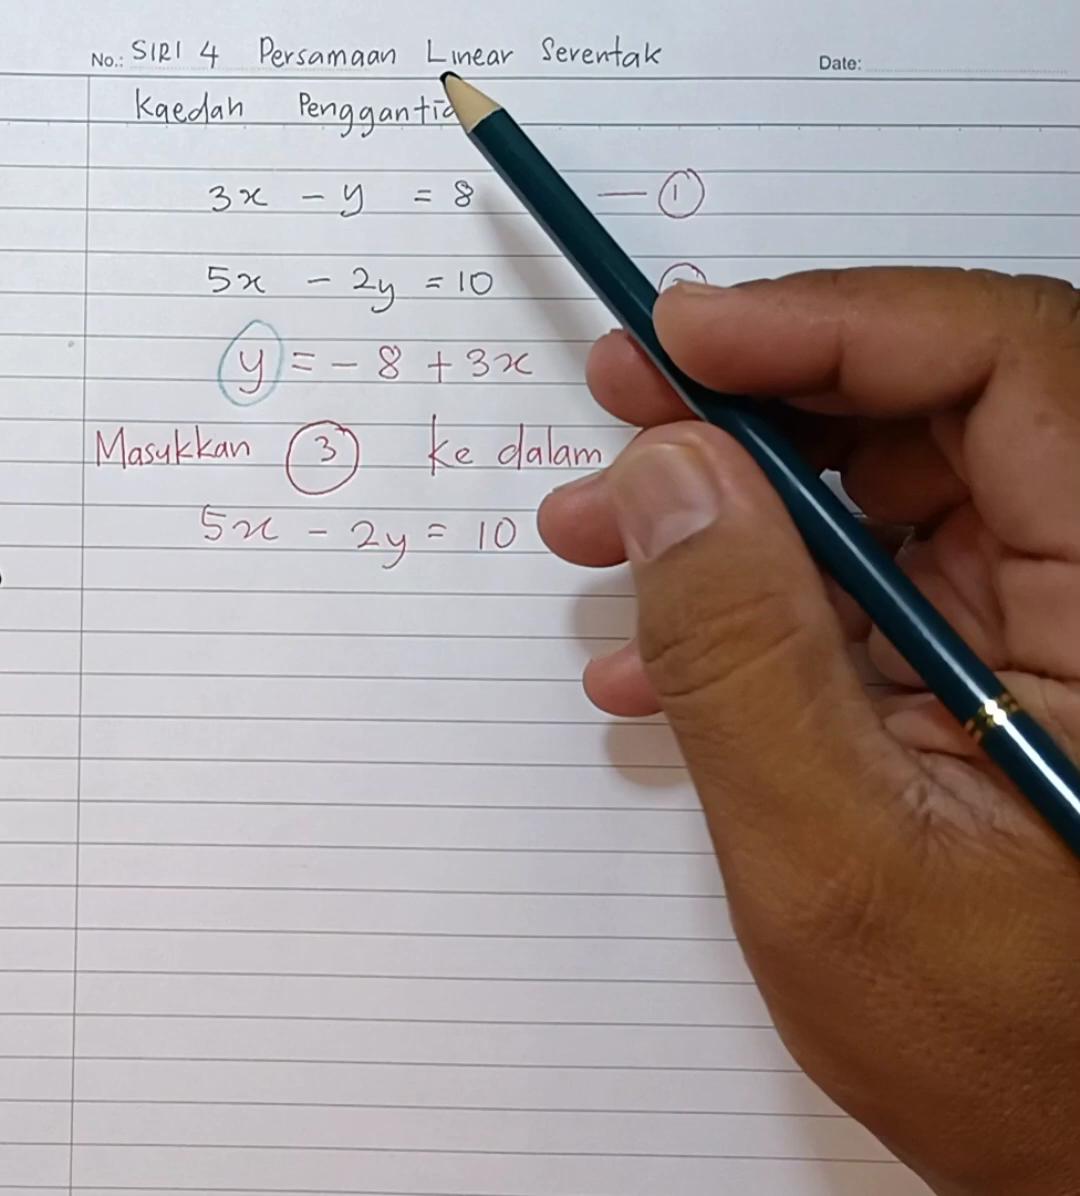 No.: SIRI 4 Persamaan Linear Serentak Date:
Kaedah
3x - y = 8 — ①
5x - 2y = 10
y = - 8 + 3x
Masukkan ③ ke dalam
5x - 2y = 10